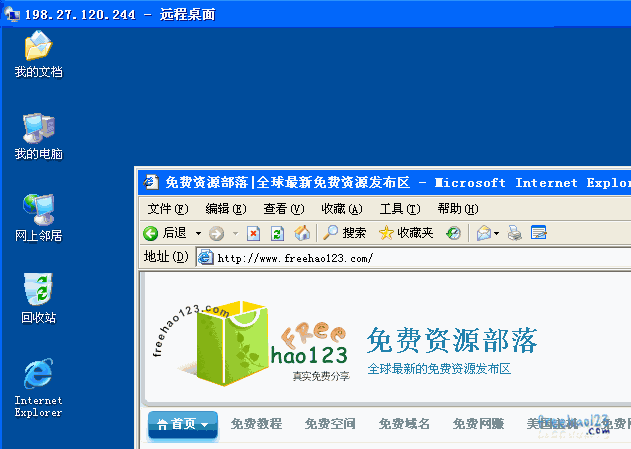 198.27.120.244 - 远程桌面
我的文档
我的电脑
网上邻居
回收站
Internet
Explorer
免费资源部落|全球最新免费资源发布区 - Microsoft Internet Explor
文件(F) 编辑(E) 查看(V) 收藏(A) 工具(T) 帮助(H)
后退 搜索 收藏夹
地址(D) http://www.freehao123.com/
freehao123.com
FRee
hao123
真实免费分享
免费资源部落
全球最新的免费资源发布区
首页 免费教程 免费空间 免费域名 免费网赚
freehao123
.com